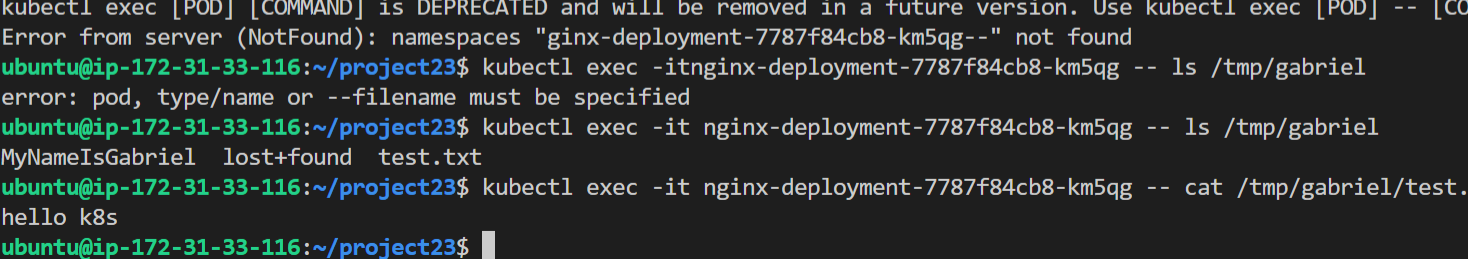 kubectl exec [POD] [COMMAND] is DEPRECATED and will be removed in a future version. Use kubectl exec [POD] -- [CO
Error from server (NotFound): namespaces "ginx-deployment-7787f84cb8-km5qg--" not found
ubuntu@ip-172-31-33-116:~/project23$ kubectl exec -itnginx-deployment-7787f84cb8-km5qg -- ls /tmp/gabriel
error: pod, type/name or --filename must be specified
ubuntu@ip-172-31-33-116:~/project23$ kubectl exec -it nginx-deployment-7787f84cb8-km5qg -- ls /tmp/gabriel
MyNameIsGabriel  lost+found  test.txt
ubuntu@ip-172-31-33-116:~/project23$ kubectl exec -it nginx-deployment-7787f84cb8-km5qg -- cat /tmp/gabriel/test.
hello k8s
ubuntu@ip-172-31-33-116:~/project23$